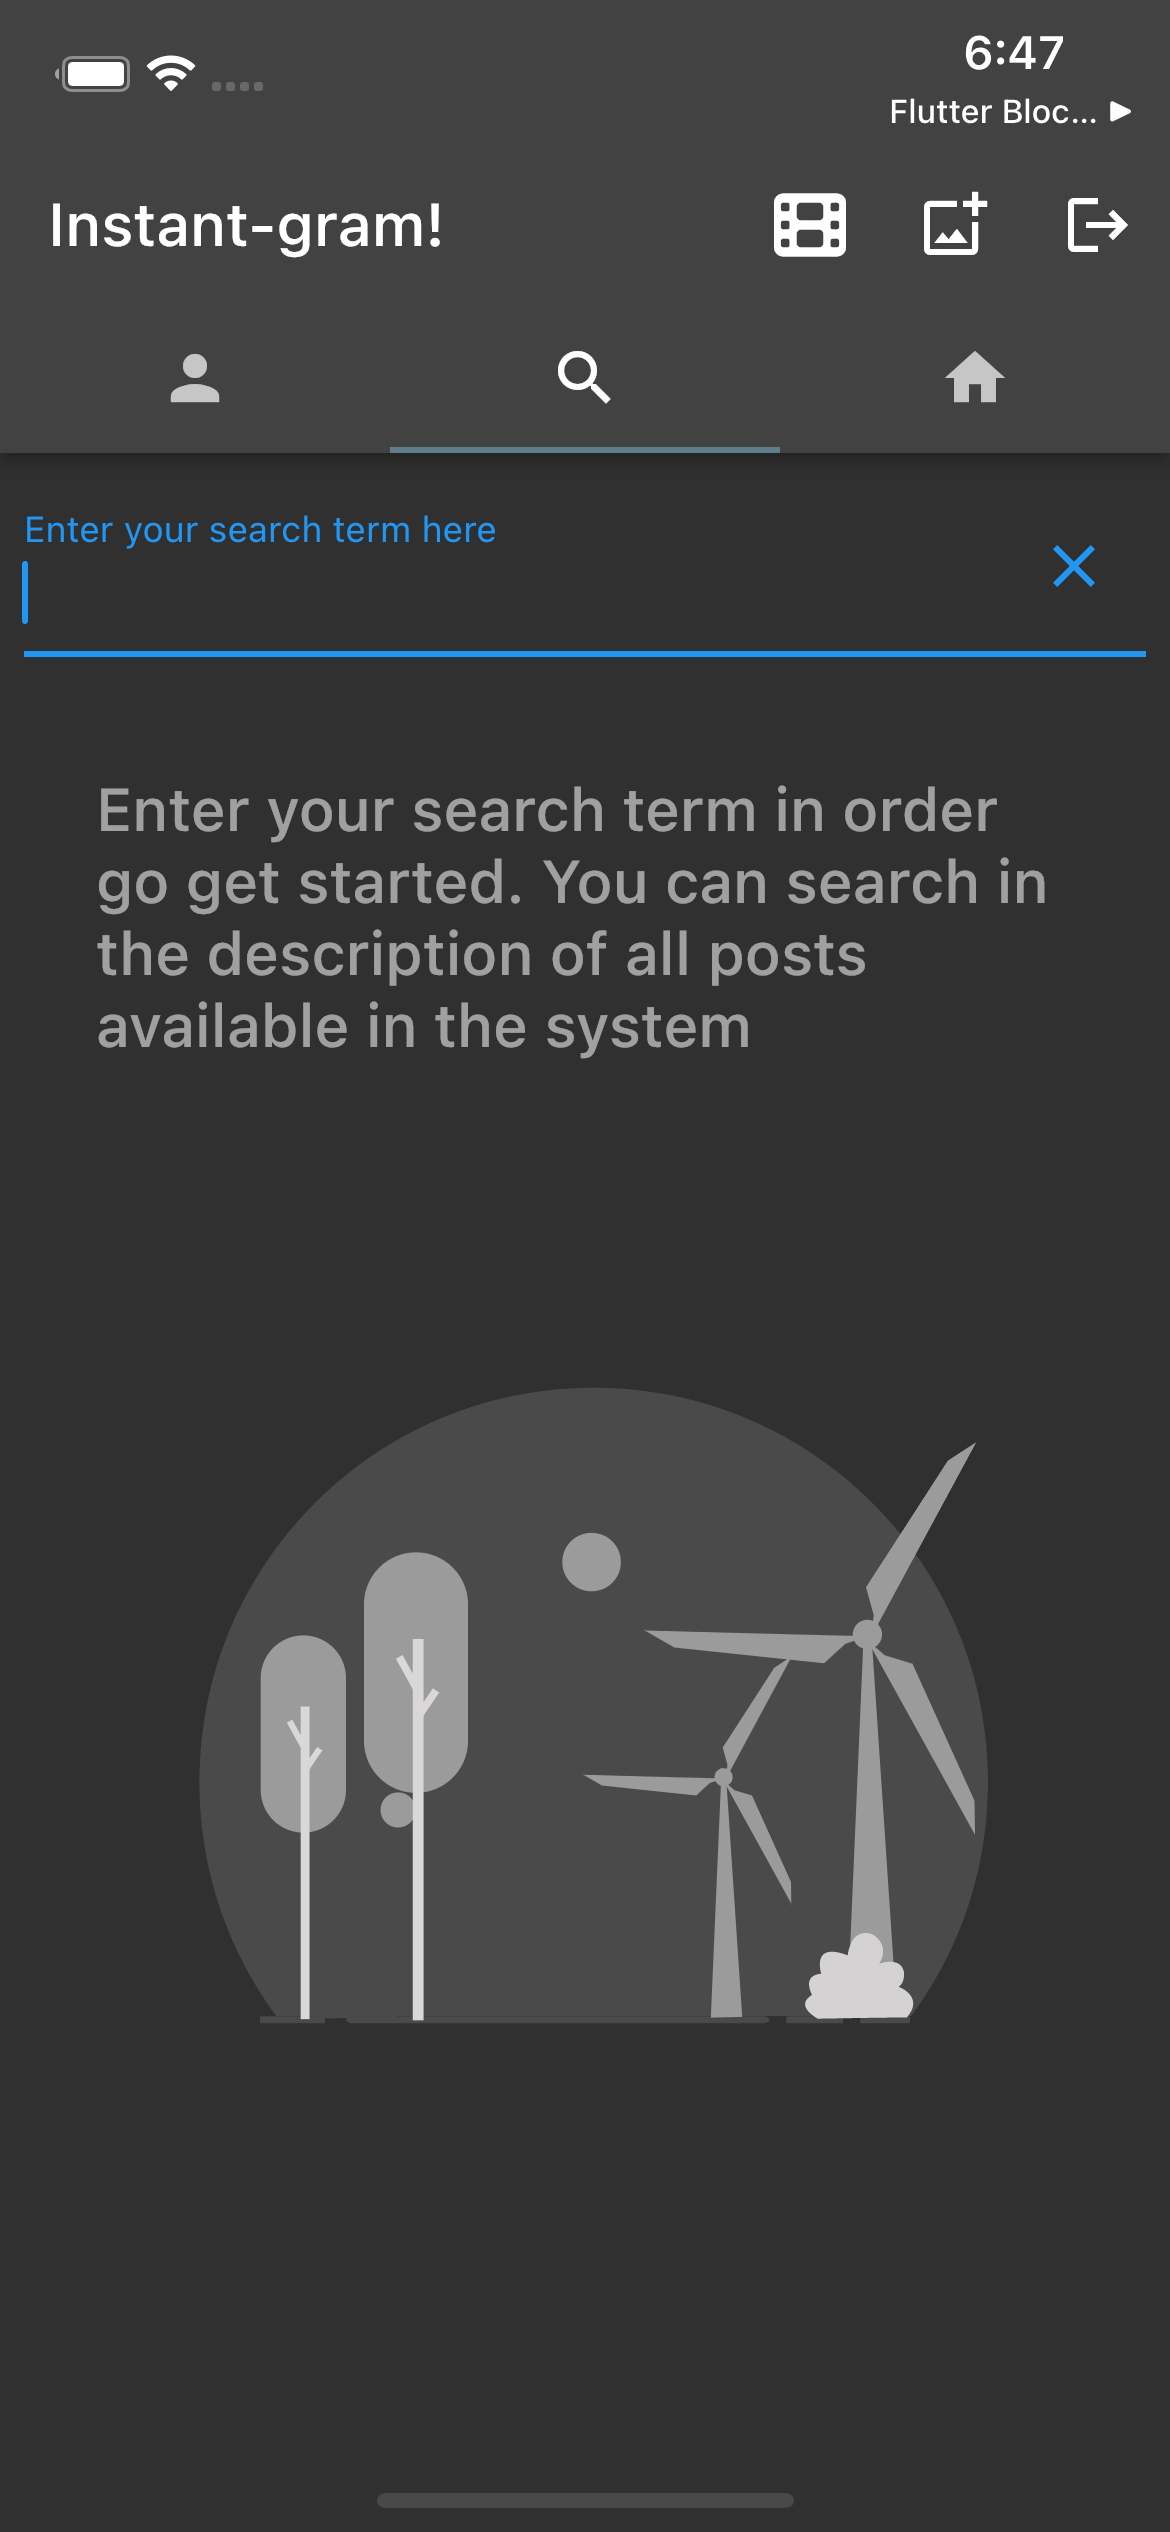 6:47
Flutter Bloc...
Instant-gram!
Enter your search term here
Enter your search term in order
go get started. You can search in
the description of all posts
available in the system